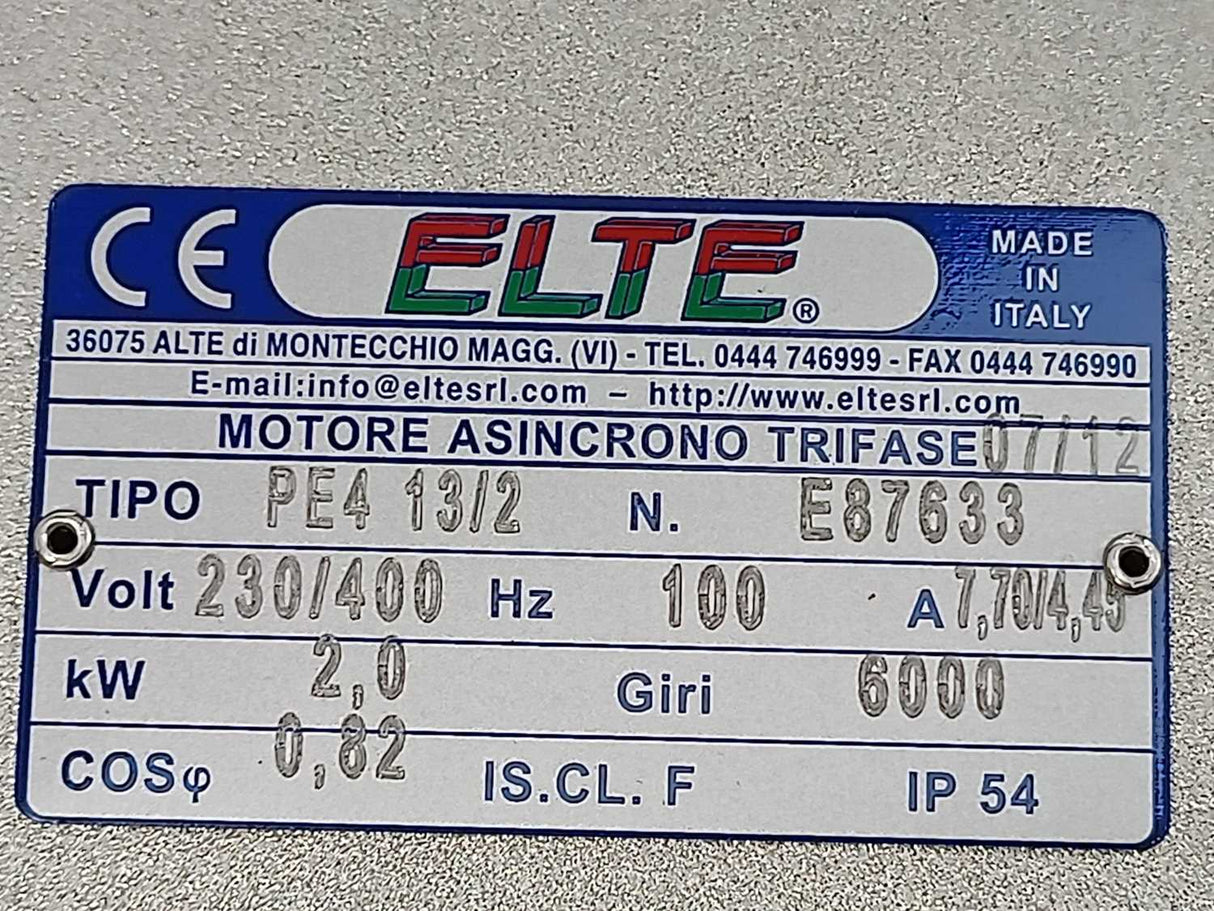 CE ELTE® MADE
IN
ITALY
36075 ALTE di MONTECCHIO MAGG. (VI) - TEL. 0444 746999 - FAX 0444 746990
E-mail:info@eltesrl.com – http://www.eltesrl.com
MOTORE ASINCRONO TRIFASE 07/12
TIPO PE4 13/2 N. E87633
Volt 230/400 Hz 100 A 7,70/4,45
kW 2,0 Giri 6000
COSφ 0,82 IS.CL. F IP 54